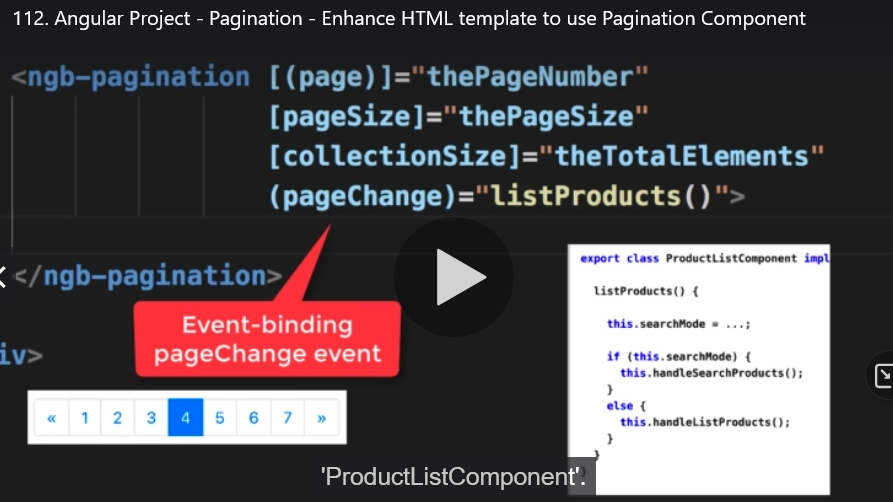 112. Angular Project - Pagination - Enhance HTML template to use Pagination Component
<ngb-pagination [(page)]="thePageNumber"
[pageSize]="thePageSize"
[collectionSize]="theTotalElements"
(pageChange)="listProducts()">
</ngb-pagination>
Event-binding
pageChange event
iv>
« 1 2 3 4 5 6 7 »
export class ProductListComponent impl
listProducts() {
this.searchMode = ...;
if (this.searchMode) {
this.handleSearchProducts();
}
else {
this.handleListProducts();
}
}
'ProductListComponent'.